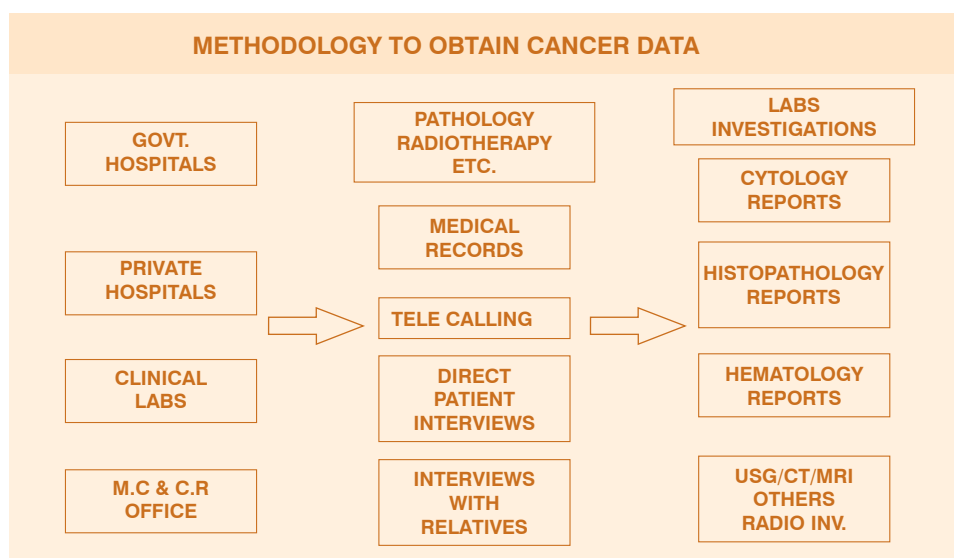 METHODOLOGY TO OBTAIN CANCER DATA
GOVT.
HOSPITALS
PRIVATE
HOSPITALS
CLINICAL
LABS
M.C & C.R
OFFICE
PATHOLOGY
RADIOTHERAPY
ETC.
MEDICAL
RECORDS
TELE CALLING
DIRECT
PATIENT
INTERVIEWS
INTERVIEWS
WITH
RELATIVES
LABS
INVESTIGATIONS
CYTOLOGY
REPORTS
HISTOPATHOLOGY
REPORTS
HEMATOLOGY
REPORTS
USG/CT/MRI
OTHERS
RADIO INV.